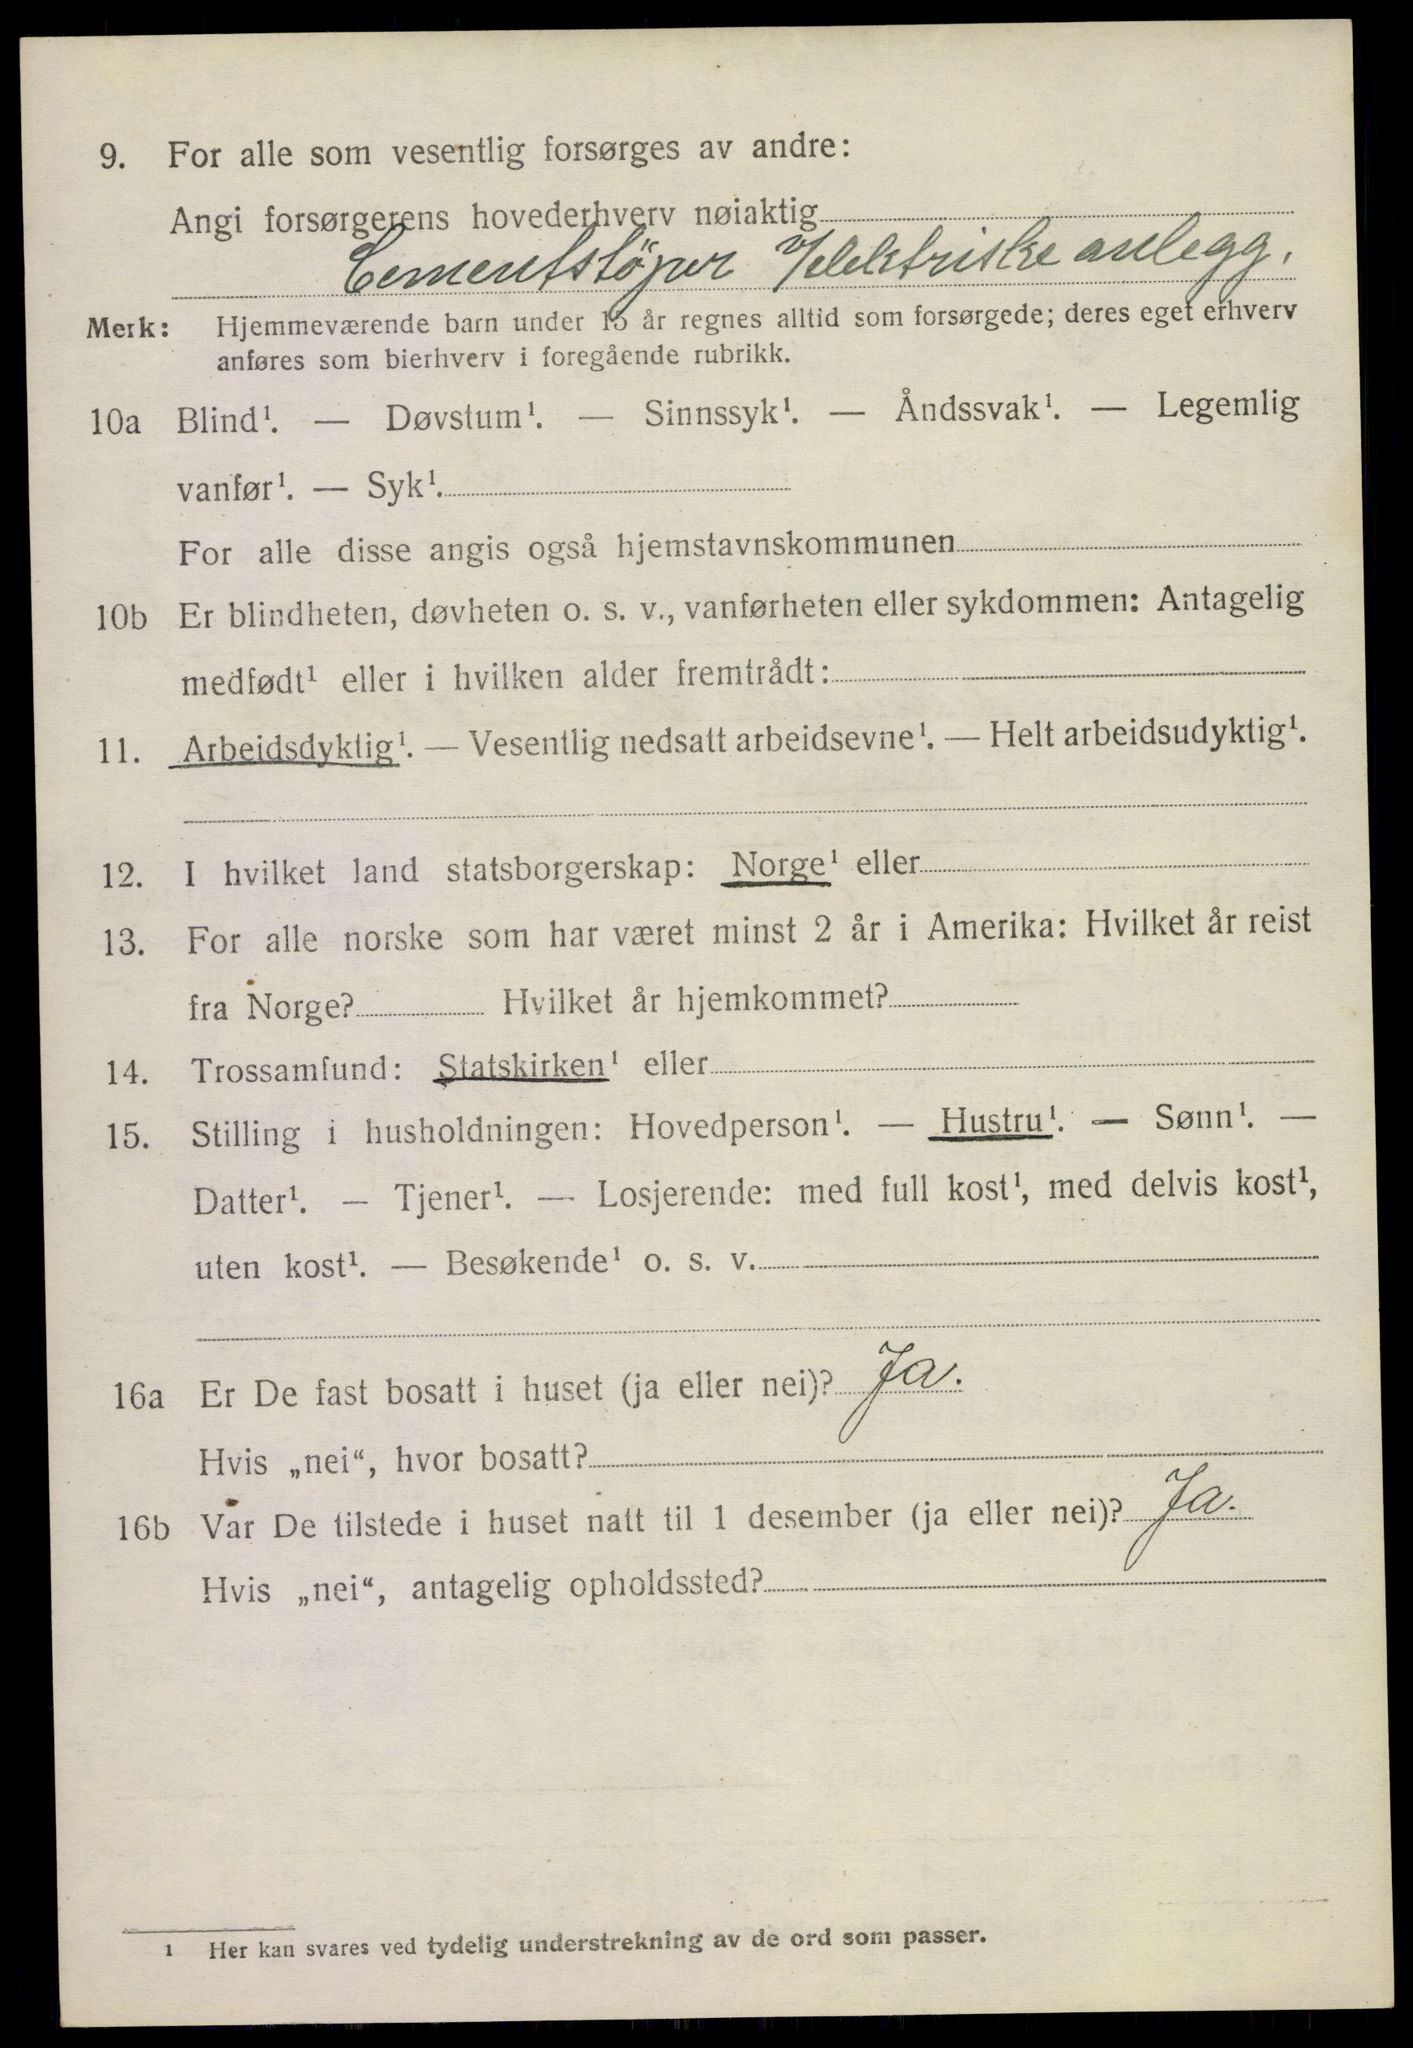 9. For alle som vesentlig forsørges av andre:
Angi forsørgerens hovederhverv nøiaktig
Cementstöper v/elektriske anlegg.
Merk: Hjemmeværende barn under 15 år regnes alltid som forsørgede; deres eget erhverv
anføres som bierhverv i foregående rubrikk.
10a Blind¹. — Døvstum¹. — Sinnssyk¹. — Åndssvak¹. — Legemlig
vanfør¹. — Syk¹.
For alle disse angis også hjemstavnskommunen
10b Er blindheten, døvheten o. s. v., vanførheten eller sykdommen: Antagelig
medfødt¹ eller i hvilken alder fremtrådt:
11. Arbeidsdyktig¹. — Vesentlig nedsatt arbeidsevne¹. — Helt arbeidsudyktig¹.
12. I hvilket land statsborgerskap: Norge¹ eller
13. For alle norske som har været minst 2 år i Amerika: Hvilket år reist
fra Norge? Hvilket år hjemkommet?
14. Trossamfund: Statskirken¹ eller
15. Stilling i husholdningen: Hovedperson¹. — Hustru¹. — Sønn¹. —
Datter¹. — Tjener¹. — Losjerende: med full kost¹, med delvis kost¹,
uten kost¹. — Besøkende¹ o. s. v.
16a Er De fast bosatt i huset (ja eller nei)? Ja.
Hvis „nei“, hvor bosatt?
16b Var De tilstede i huset natt til 1 desember (ja eller nei)? Ja.
Hvis „nei“, antagelig opholdssted?
¹ Her kan svares ved tydelig understrekning av de ord som passer.